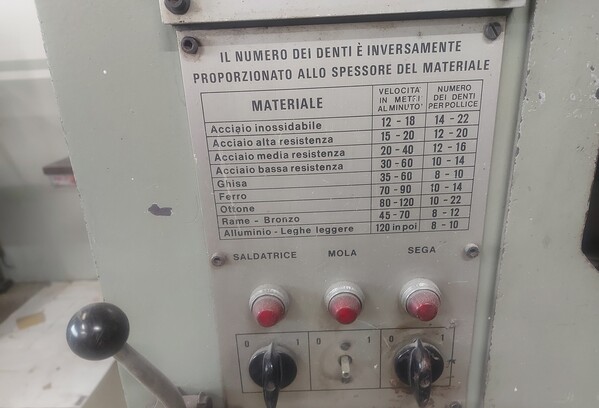 IL NUMERO DEI DENTI È INVERSAMENTE
PROPORZIONATO ALLO SPESSORE DEL MATERIALE
MATERIALE VELOCITA IN METRI AL MINUTO NUMERO DEI DENTI PER POLLICE
Acciaio inossidabile 12 - 18 14 - 22
Acciaio alta resistenza 15 - 20 12 - 20
Acciaio media resistenza 20 - 40 12 - 16
Acciaio bassa resistenza 30 - 60 10 - 14
Ghisa 35 - 60 8 - 10
Ferro 70 - 90 10 - 14
Ottone 80 - 120 10 - 22
Rame - Bronzo 45 - 70 8 - 12
Alluminio - Leghe leggere 120 in poi 8 - 10
SALDATRICE MOLA SEGA
0 1 0 1 0 1